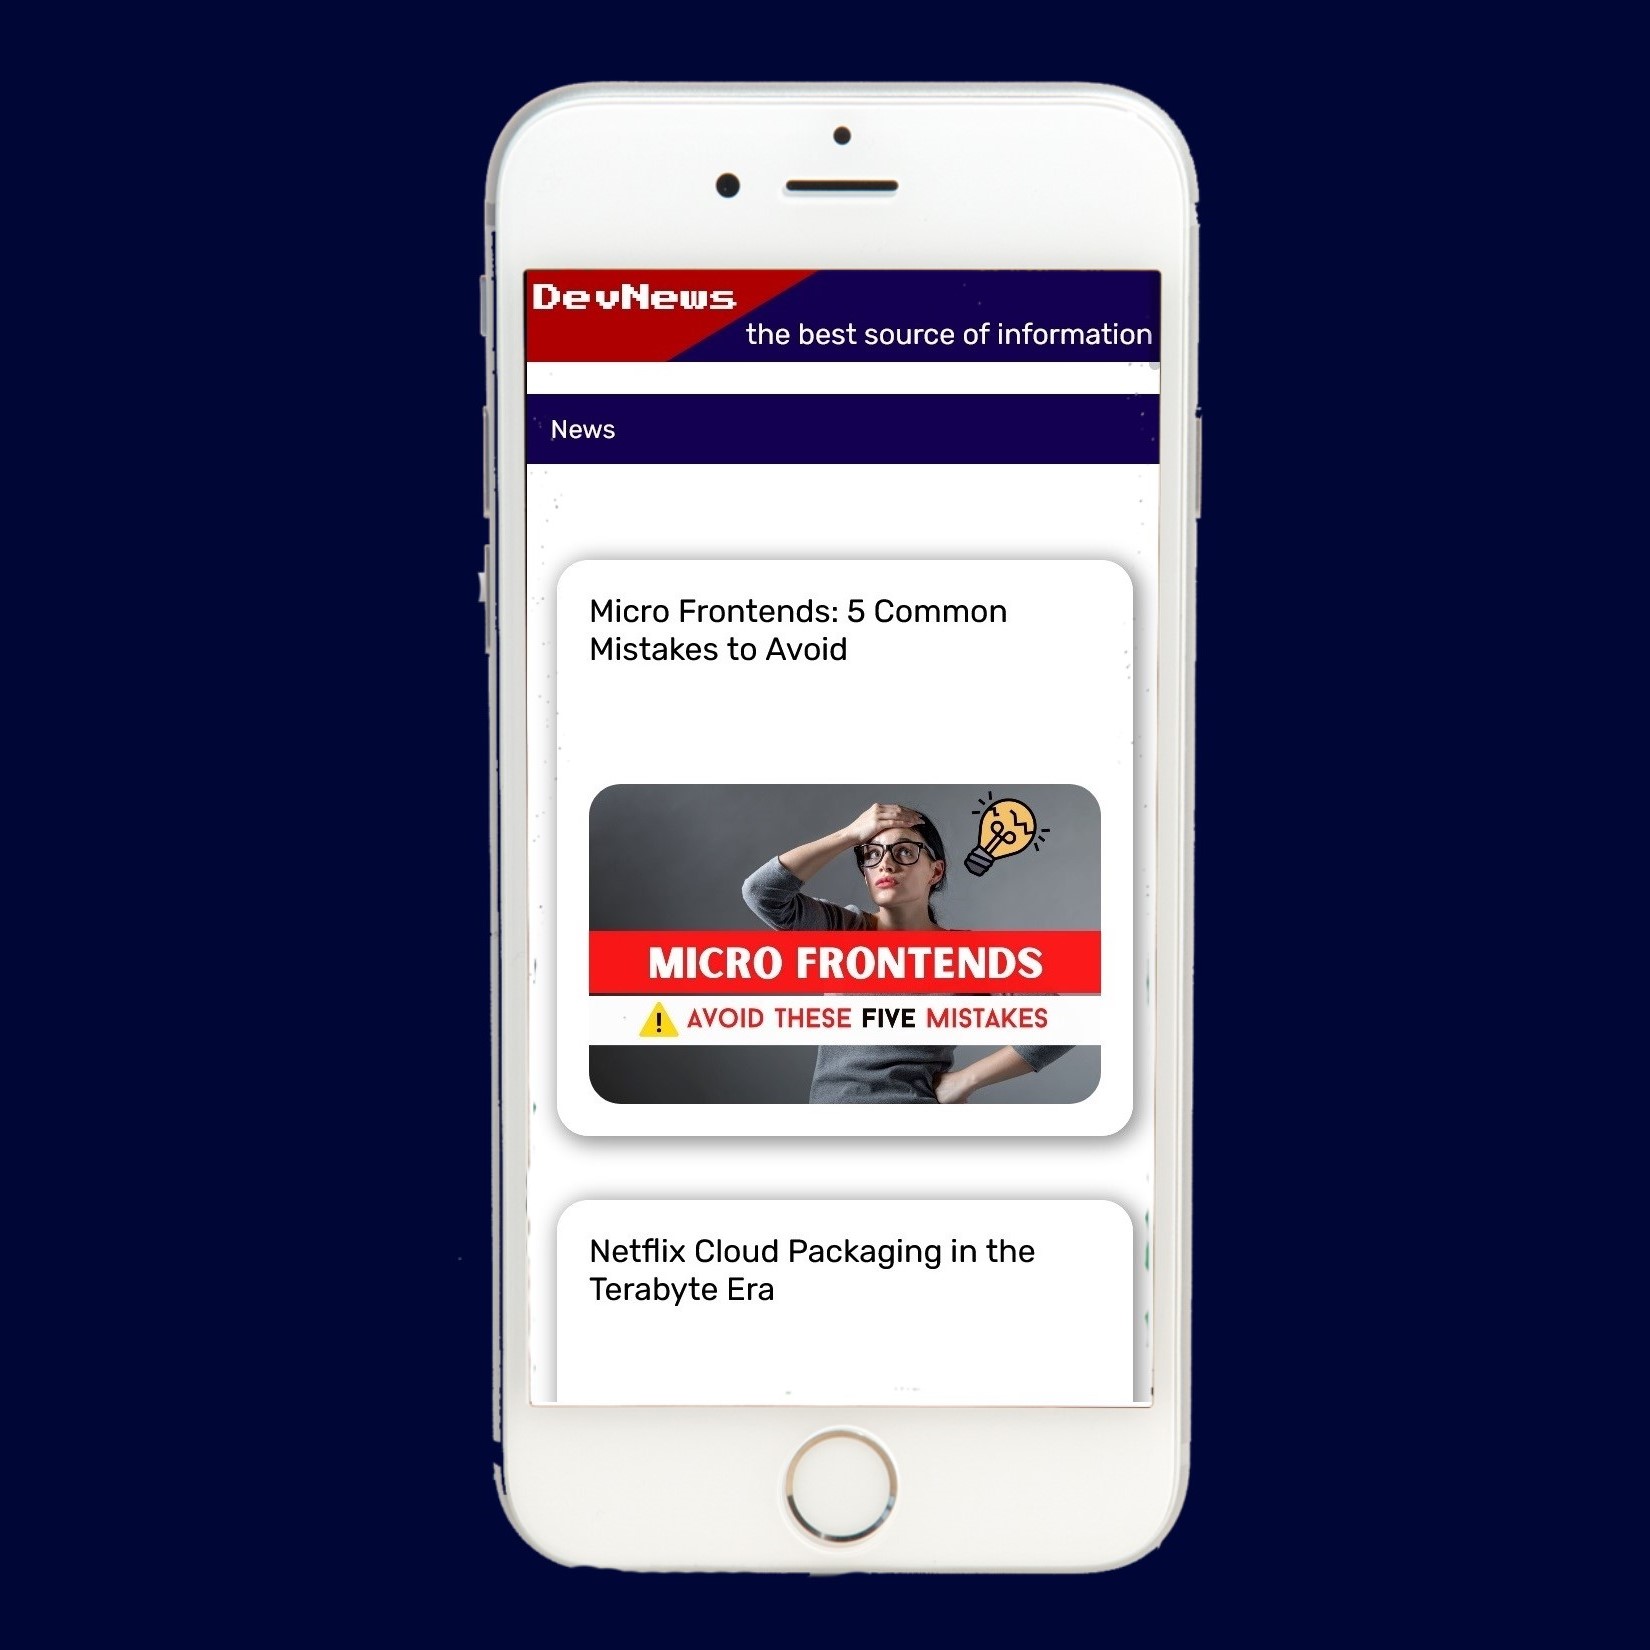 DevNews
the best source of information
News
Micro Frontends: 5 Common
Mistakes to Avoid
MICRO FRONTENDS
AVOID THESE FIVE MISTAKES
Netflix Cloud Packaging in the
Terabyte Era